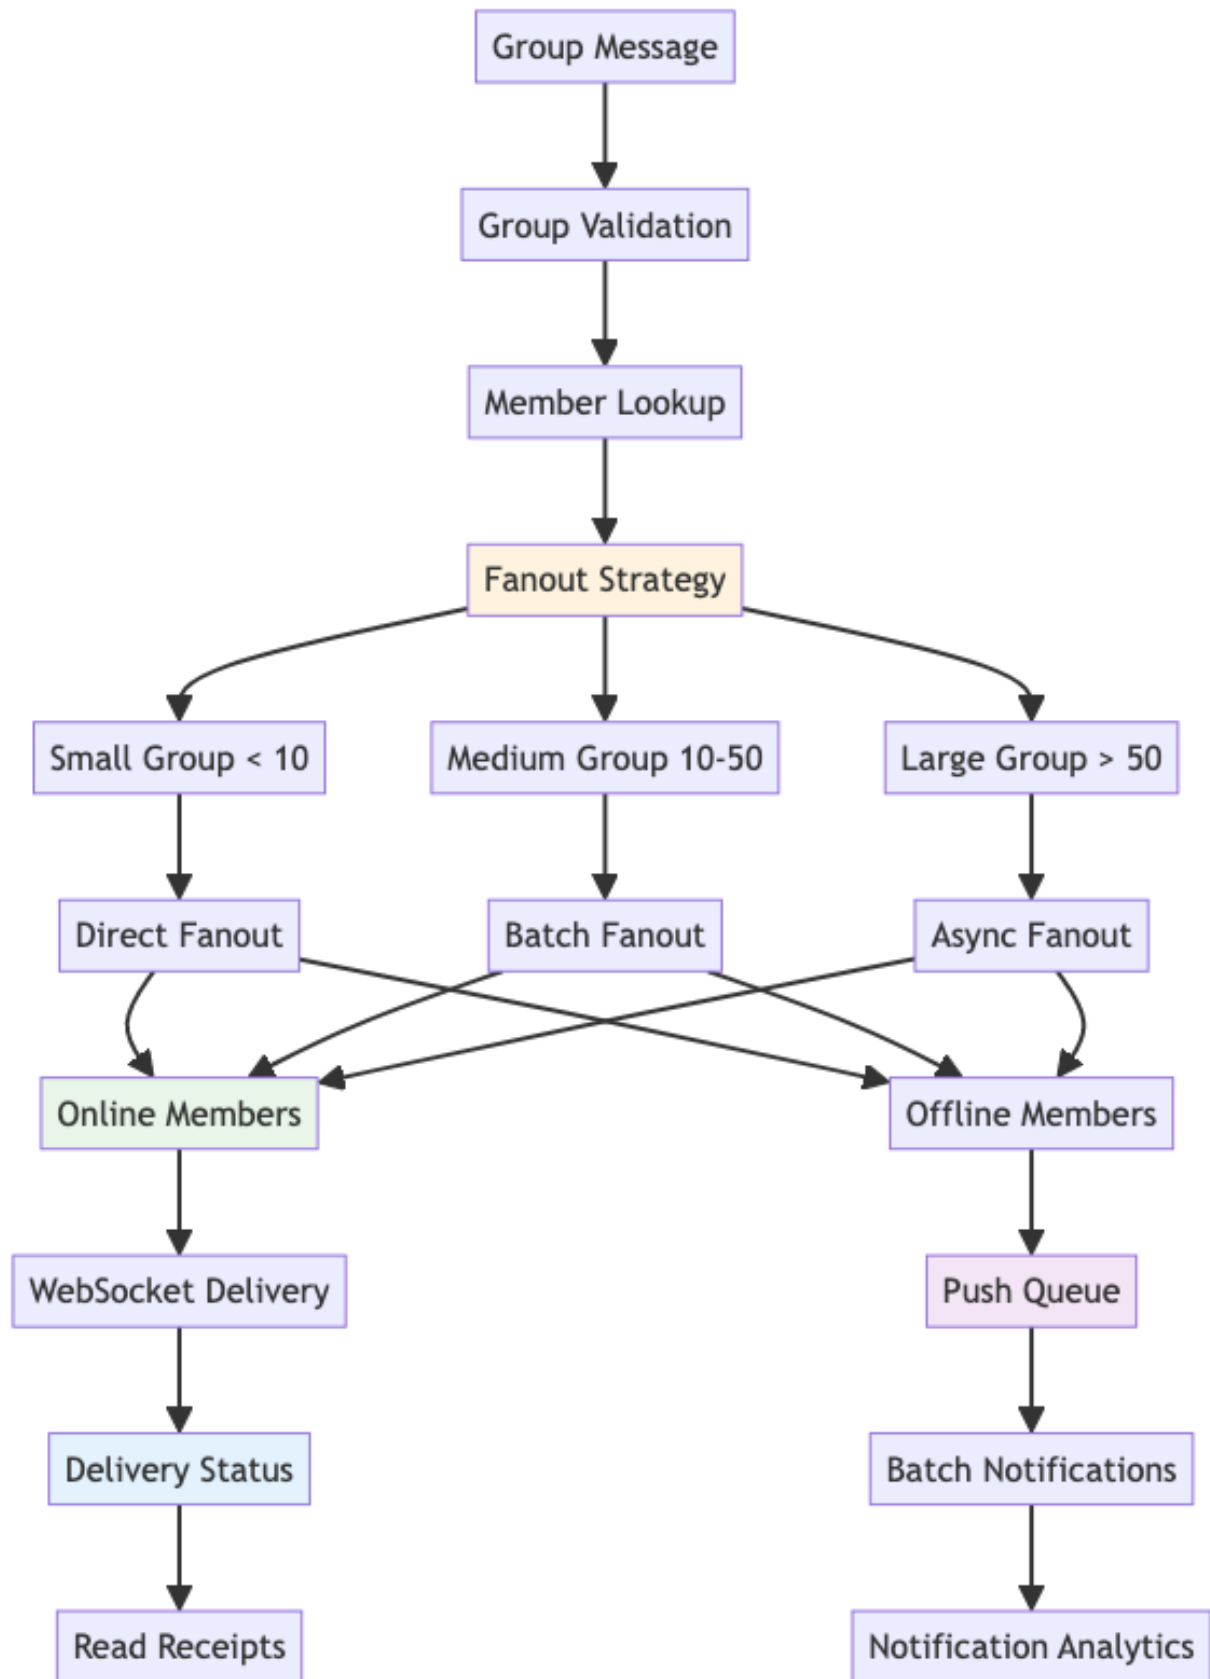 Group Message
Group Validation
Member Lookup
Fanout Strategy
Small Group < 10
Medium Group 10-50
Large Group > 50
Direct Fanout
Batch Fanout
Async Fanout
Online Members
Offline Members
WebSocket Delivery
Push Queue
Delivery Status
Batch Notifications
Read Receipts
Notification Analytics